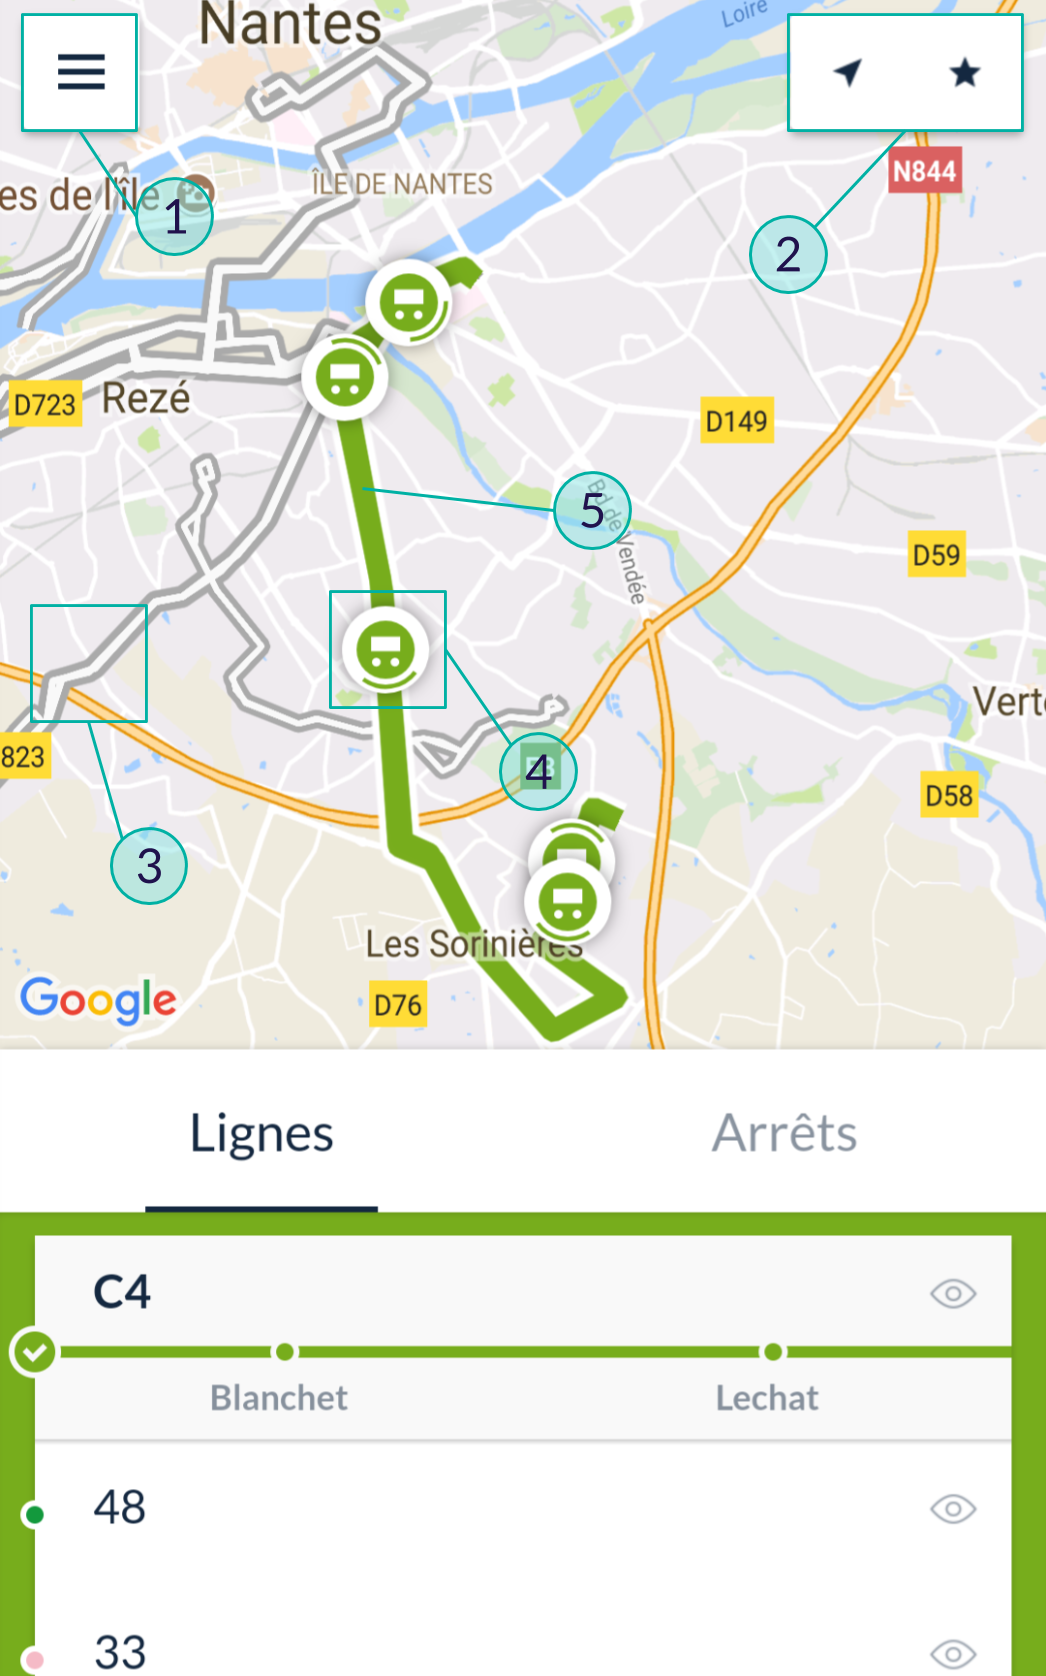 Nantes
Loire
N844
es de l'Île
ÎLE DE NANTES
1
2
D723
Rezé
D149
5
Bd de Vendée
D59
Vert
823
4
D58
3
Les Sorinières
Google
D76
Lignes
Arrêts
C4
Blanchet
Lechat
48
33